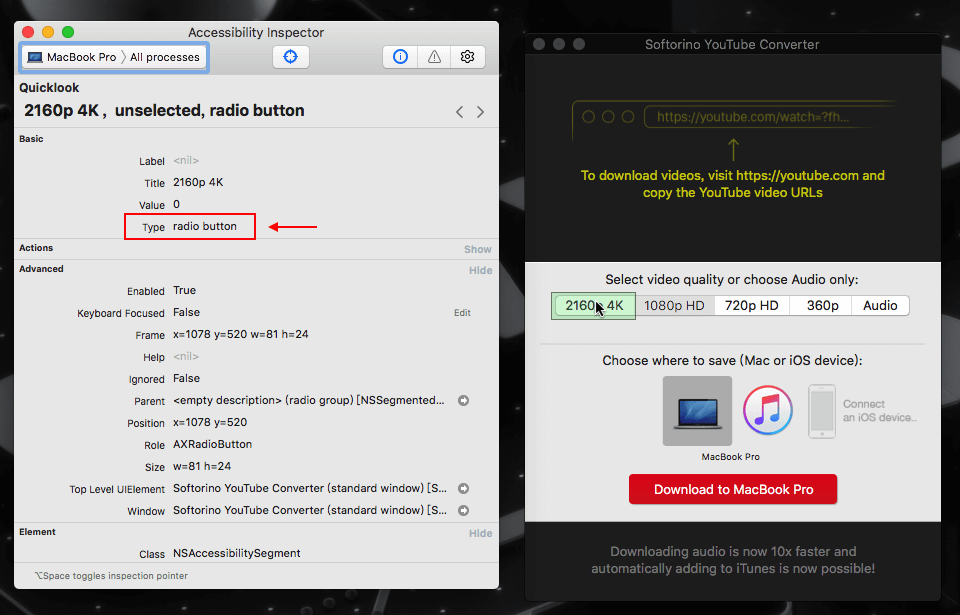 Accessibility Inspector
MacBook Pro 〉 All processes
Quicklook
2160p 4K , unselected, radio button
Basic
Label <nil>
Title 2160p 4K
Value 0
Type radio button
Actions Show
Advanced Hide
Enabled True
Keyboard Focused False Edit
Frame x=1078 y=520 w=81 h=24
Help <nil>
Ignored False
Parent <empty description> (radio group) [NSSegmented...
Position x=1078 y=520
Role AXRadioButton
Size w=81 h=24
Top Level UIElement Softorino YouTube Converter (standard window) [S...
Window Softorino YouTube Converter (standard window) [S...
Element Hide
Class NSAccessibilitySegment
⌥Space toggles inspection pointer
Softorino YouTube Converter
https://youtube.com/watch=?fh...
To download videos, visit https://youtube.com and
copy the YouTube video URLs
Select video quality or choose Audio only:
2160p 4K 1080p HD 720p HD 360p Audio
Choose where to save (Mac or iOS device):
Connect
an iOS device..
MacBook Pro
Download to MacBook Pro
Downloading audio is now 10x faster and
automatically adding to iTunes is now possible!